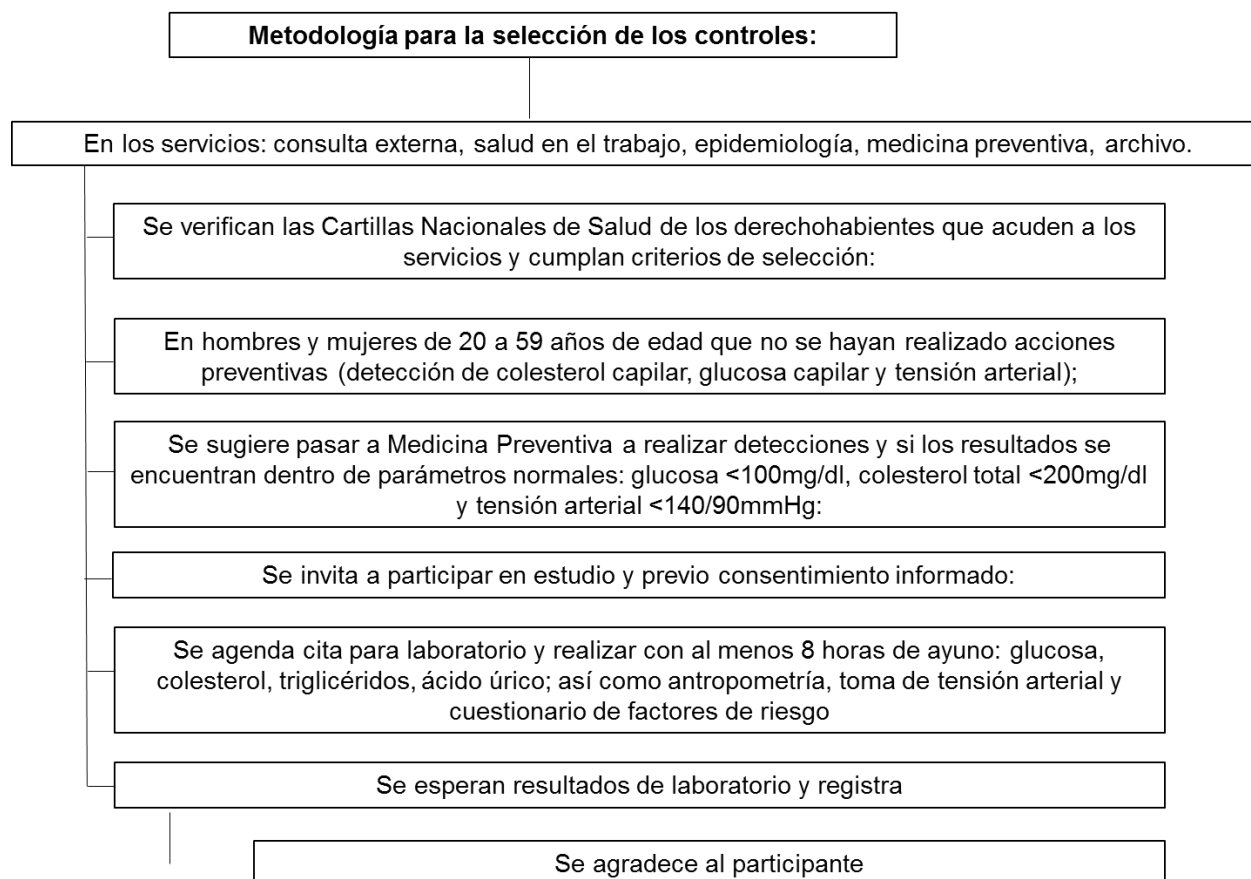 Metodología para la selección de los controles:
En los servicios: consulta externa, salud en el trabajo, epidemiología, medicina preventiva, archivo.
Se verifican las Cartillas Nacionales de Salud de los derechohabientes que acuden a los
servicios y cumplan criterios de selección:
En hombres y mujeres de 20 a 59 años de edad que no se hayan realizado acciones
preventivas (detección de colesterol capilar, glucosa capilar y tensión arterial);
Se sugiere pasar a Medicina Preventiva a realizar detecciones y si los resultados se
encuentran dentro de parámetros normales: glucosa <100mg/dl, colesterol total <200mg/dl
y tensión arterial <140/90mmHg:
Se invita a participar en estudio y previo consentimiento informado:
Se agenda cita para laboratorio y realizar con al menos 8 horas de ayuno: glucosa,
colesterol, triglicéridos, ácido úrico; así como antropometría, toma de tensión arterial y
cuestionario de factores de riesgo
Se esperan resultados de laboratorio y registra
Se agradece al participante